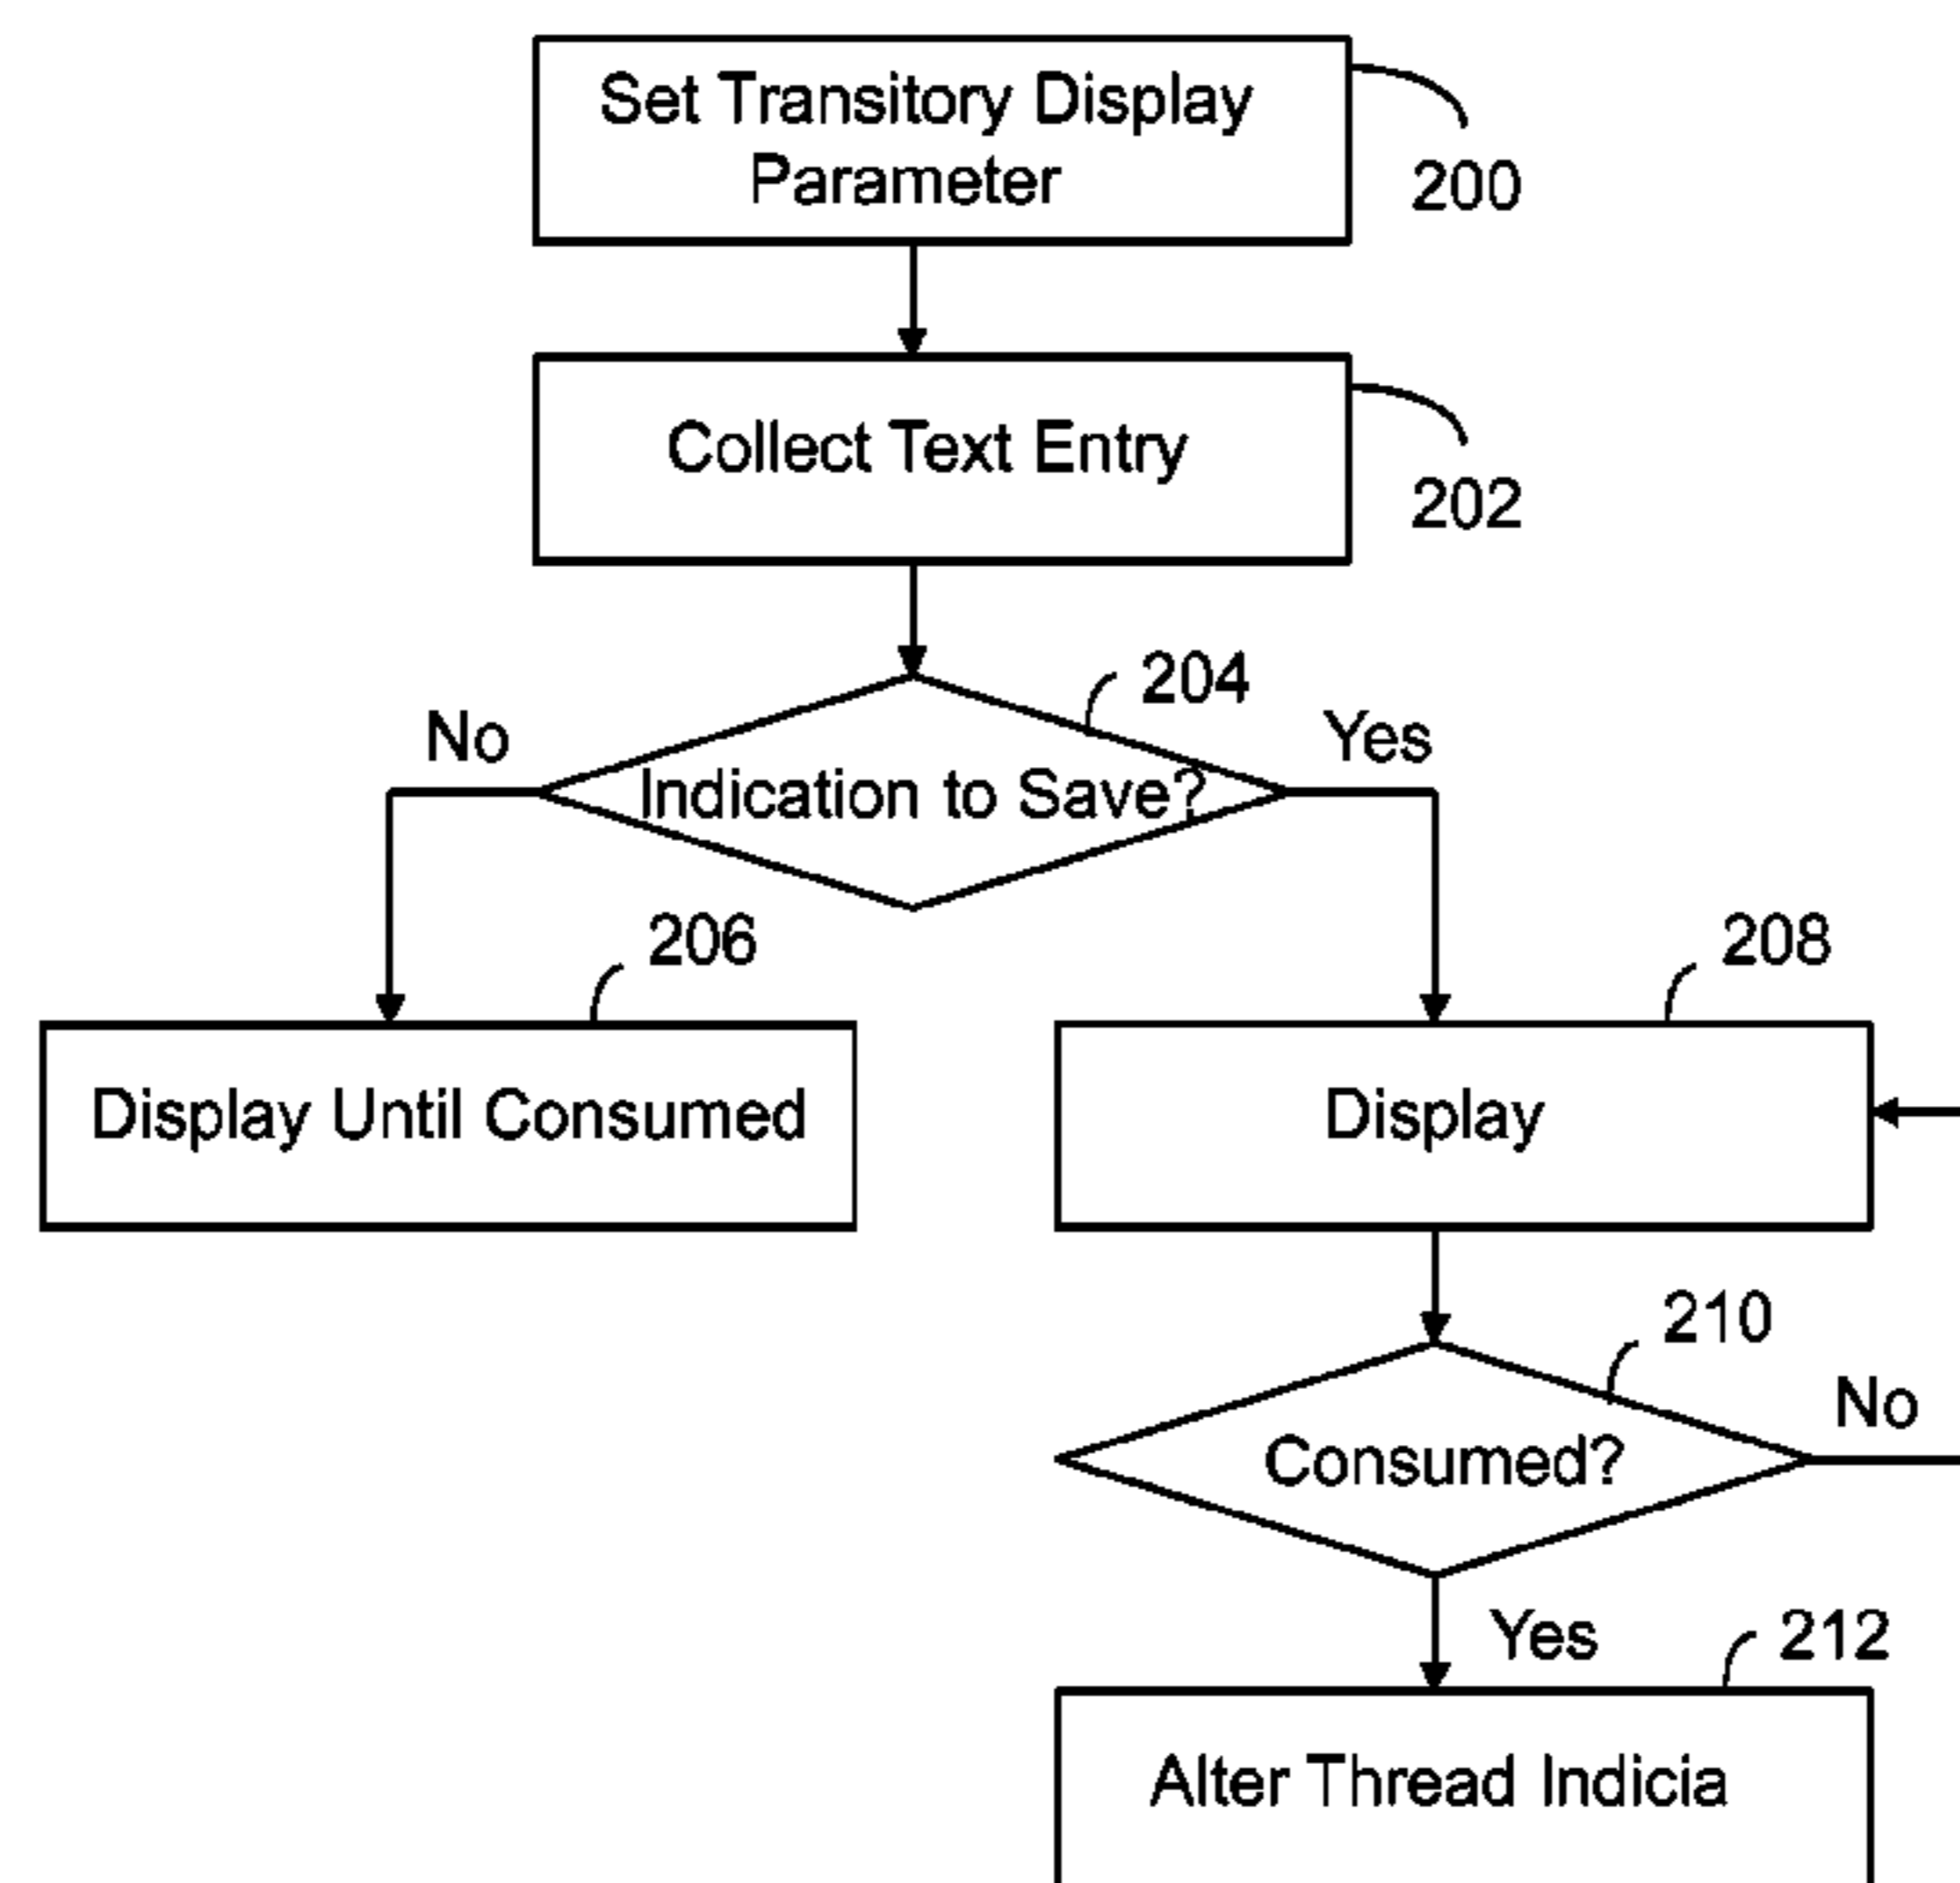 Set Transitory Display
Parameter
200
Collect Text Entry
202
204
No
Yes
Indication to Save?
206
208
Display Until Consumed
Display
210
No
Consumed?
Yes
212
Alter Thread Indicia